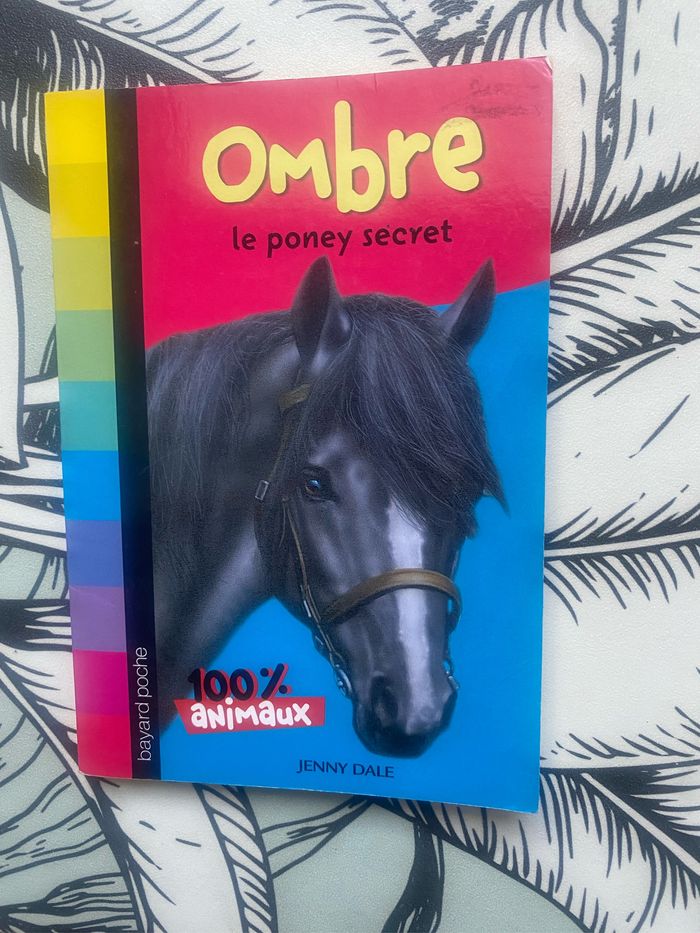 Ombre
le poney secret
bayard poche
100%
animaux
JENNY DALE